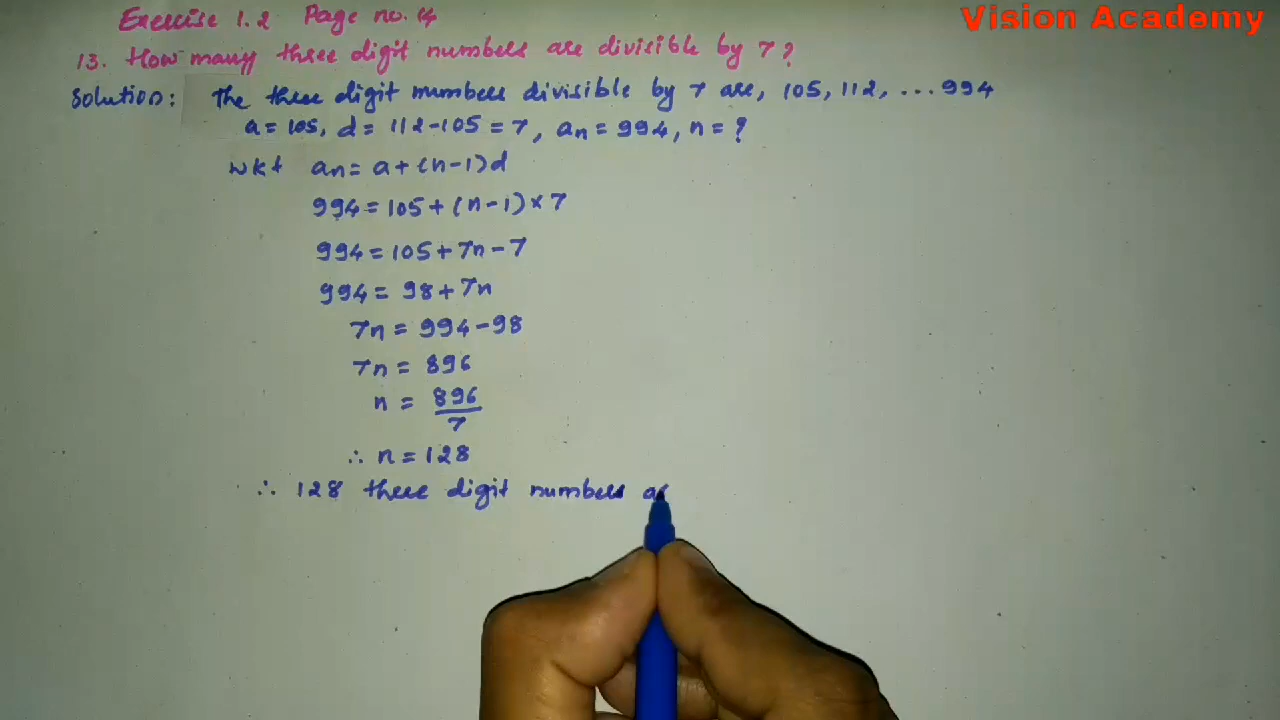 Exercise 1.2 Page no. 14
Vision Academy
13. How many three digit numbers are divisible by 7?
Solution: The three digit numbers divisible by 7 are, 105, 112, ... 994
a = 105, d = 112-105 = 7, an = 994, n = ?
wkt an = a + (n-1)d
994 = 105 + (n-1) × 7
994 = 105 + 7n - 7
994 = 98 + 7n
7n = 994 - 98
7n = 896
n = 896/7
∴ n = 128
∴ 128 three digit numbers